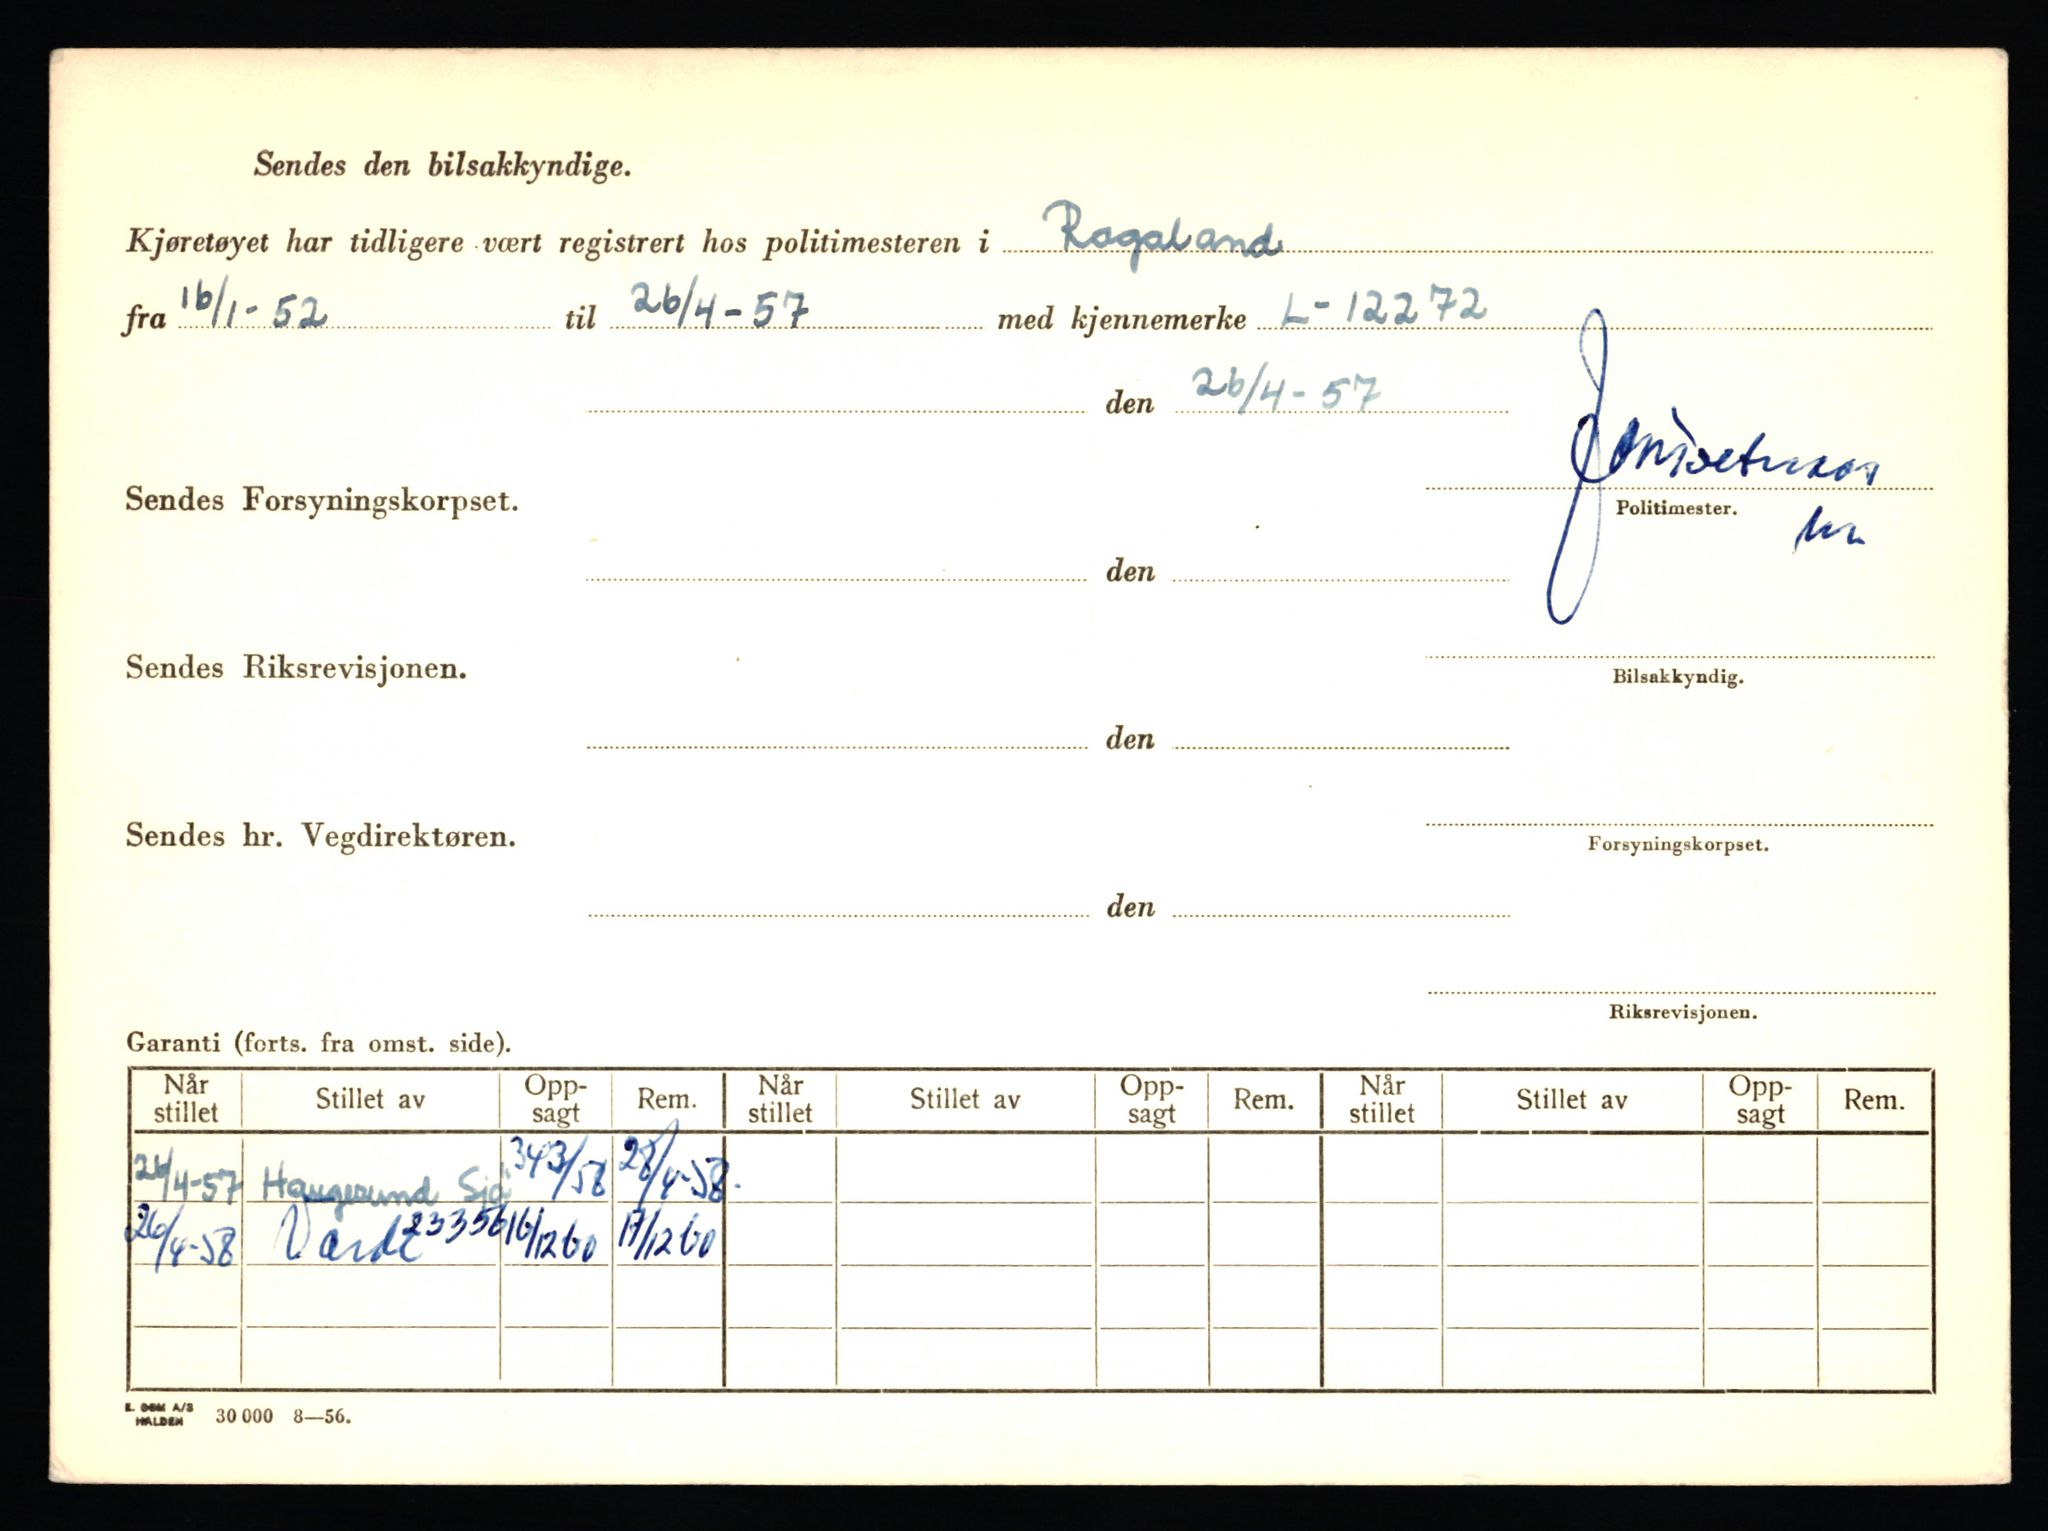 Sendes den bilsakkyndige.
Kjøretøyet har tidligere vært registrert hos politimesteren i Rogaland
fra 16/1-52 til 26/4-57 med kjennemerke L-12272
den 26/4-57
Sendes Forsyningskorpset.
Politimester.
den
Sendes Riksrevisjonen.
Bilsakkyndig.
den
Sendes hr. Vegdirektøren.
Forsyningskorpset.
den
Riksrevisjonen.
Garanti (forts. fra omst. side).
Når stillet Stillet av Opp-sagt Rem. Når stillet Stillet av Opp-sagt Rem. Når stillet Stillet av Opp-sagt Rem.
26/4-57 Haugesund Sjø 28/4-58.
26/4-58 Varde 23356 16/12 60 17/12 60
E. DGM A/S
HALDEN 30 000 8—56.